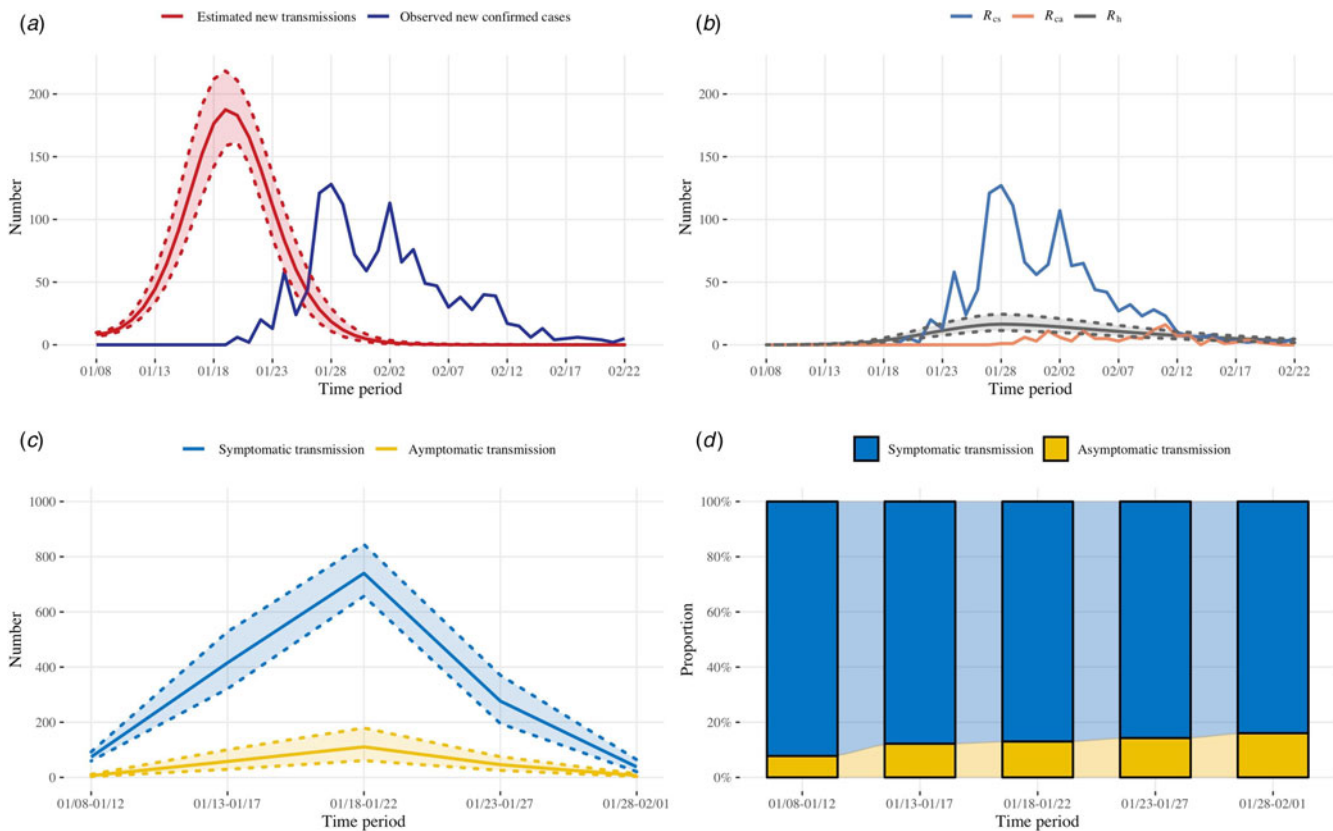 (a)
Estimated new transmissions Observed new confirmed cases
200
150
100
50
0
Number
01/08 01/13 01/18 01/23 01/28 02/02 02/07 02/12 02/17 02/22
Time period
(b)
Rcs Rca Rh
200
150
100
50
0
Number
01/08 01/13 01/18 01/23 01/28 02/02 02/07 02/12 02/17 02/22
Time period
(c)
Symptomatic transmission Aymptomatic transmission
1000
800
600
400
200
0
Number
01/08-01/12 01/13-01/17 01/18-01/22 01/23-01/27 01/28-02/01
Time period
(d)
Symptomatic transmission Asymptomatic transmission
100%
80%
60%
40%
20%
0%
Proportion
01/08-01/12 01/13-01/17 01/18-01/22 01/23-01/27 01/28-02/01
Time period